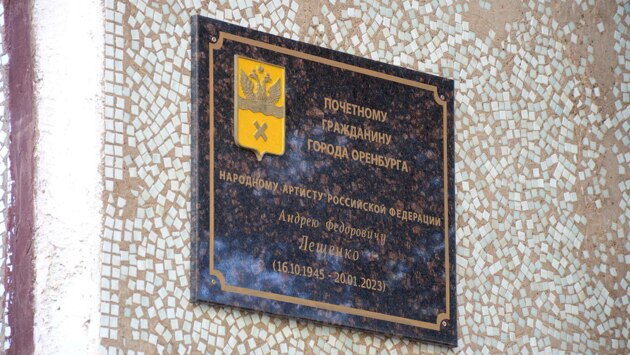 ПОЧЕТНОМУ
ГРАЖДАНИНУ
ГОРОДА ОРЕНБУРГА
НАРОДНОМУ АРТИСТУ РОССИЙСКОЙ ФЕДЕРАЦИИ
Андрею Федоровичу
Лещенко
(16.10.1945 - 20.01.2023)